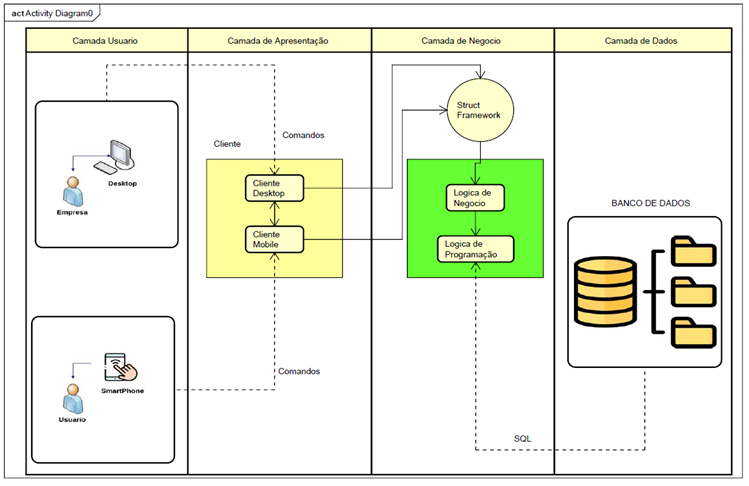 act Activity Diagram0
Camada Usuario
Camada de Apresentação
Camada de Negocio
Camada de Dados
Desktop
Empresa
SmartPhone
Usuario
Comandos
Cliente
Cliente
Desktop
Cliente
Mobile
Comandos
Struct
Framework
Logica de
Negocio
Logica de
Programação
BANCO DE DADOS
SQL